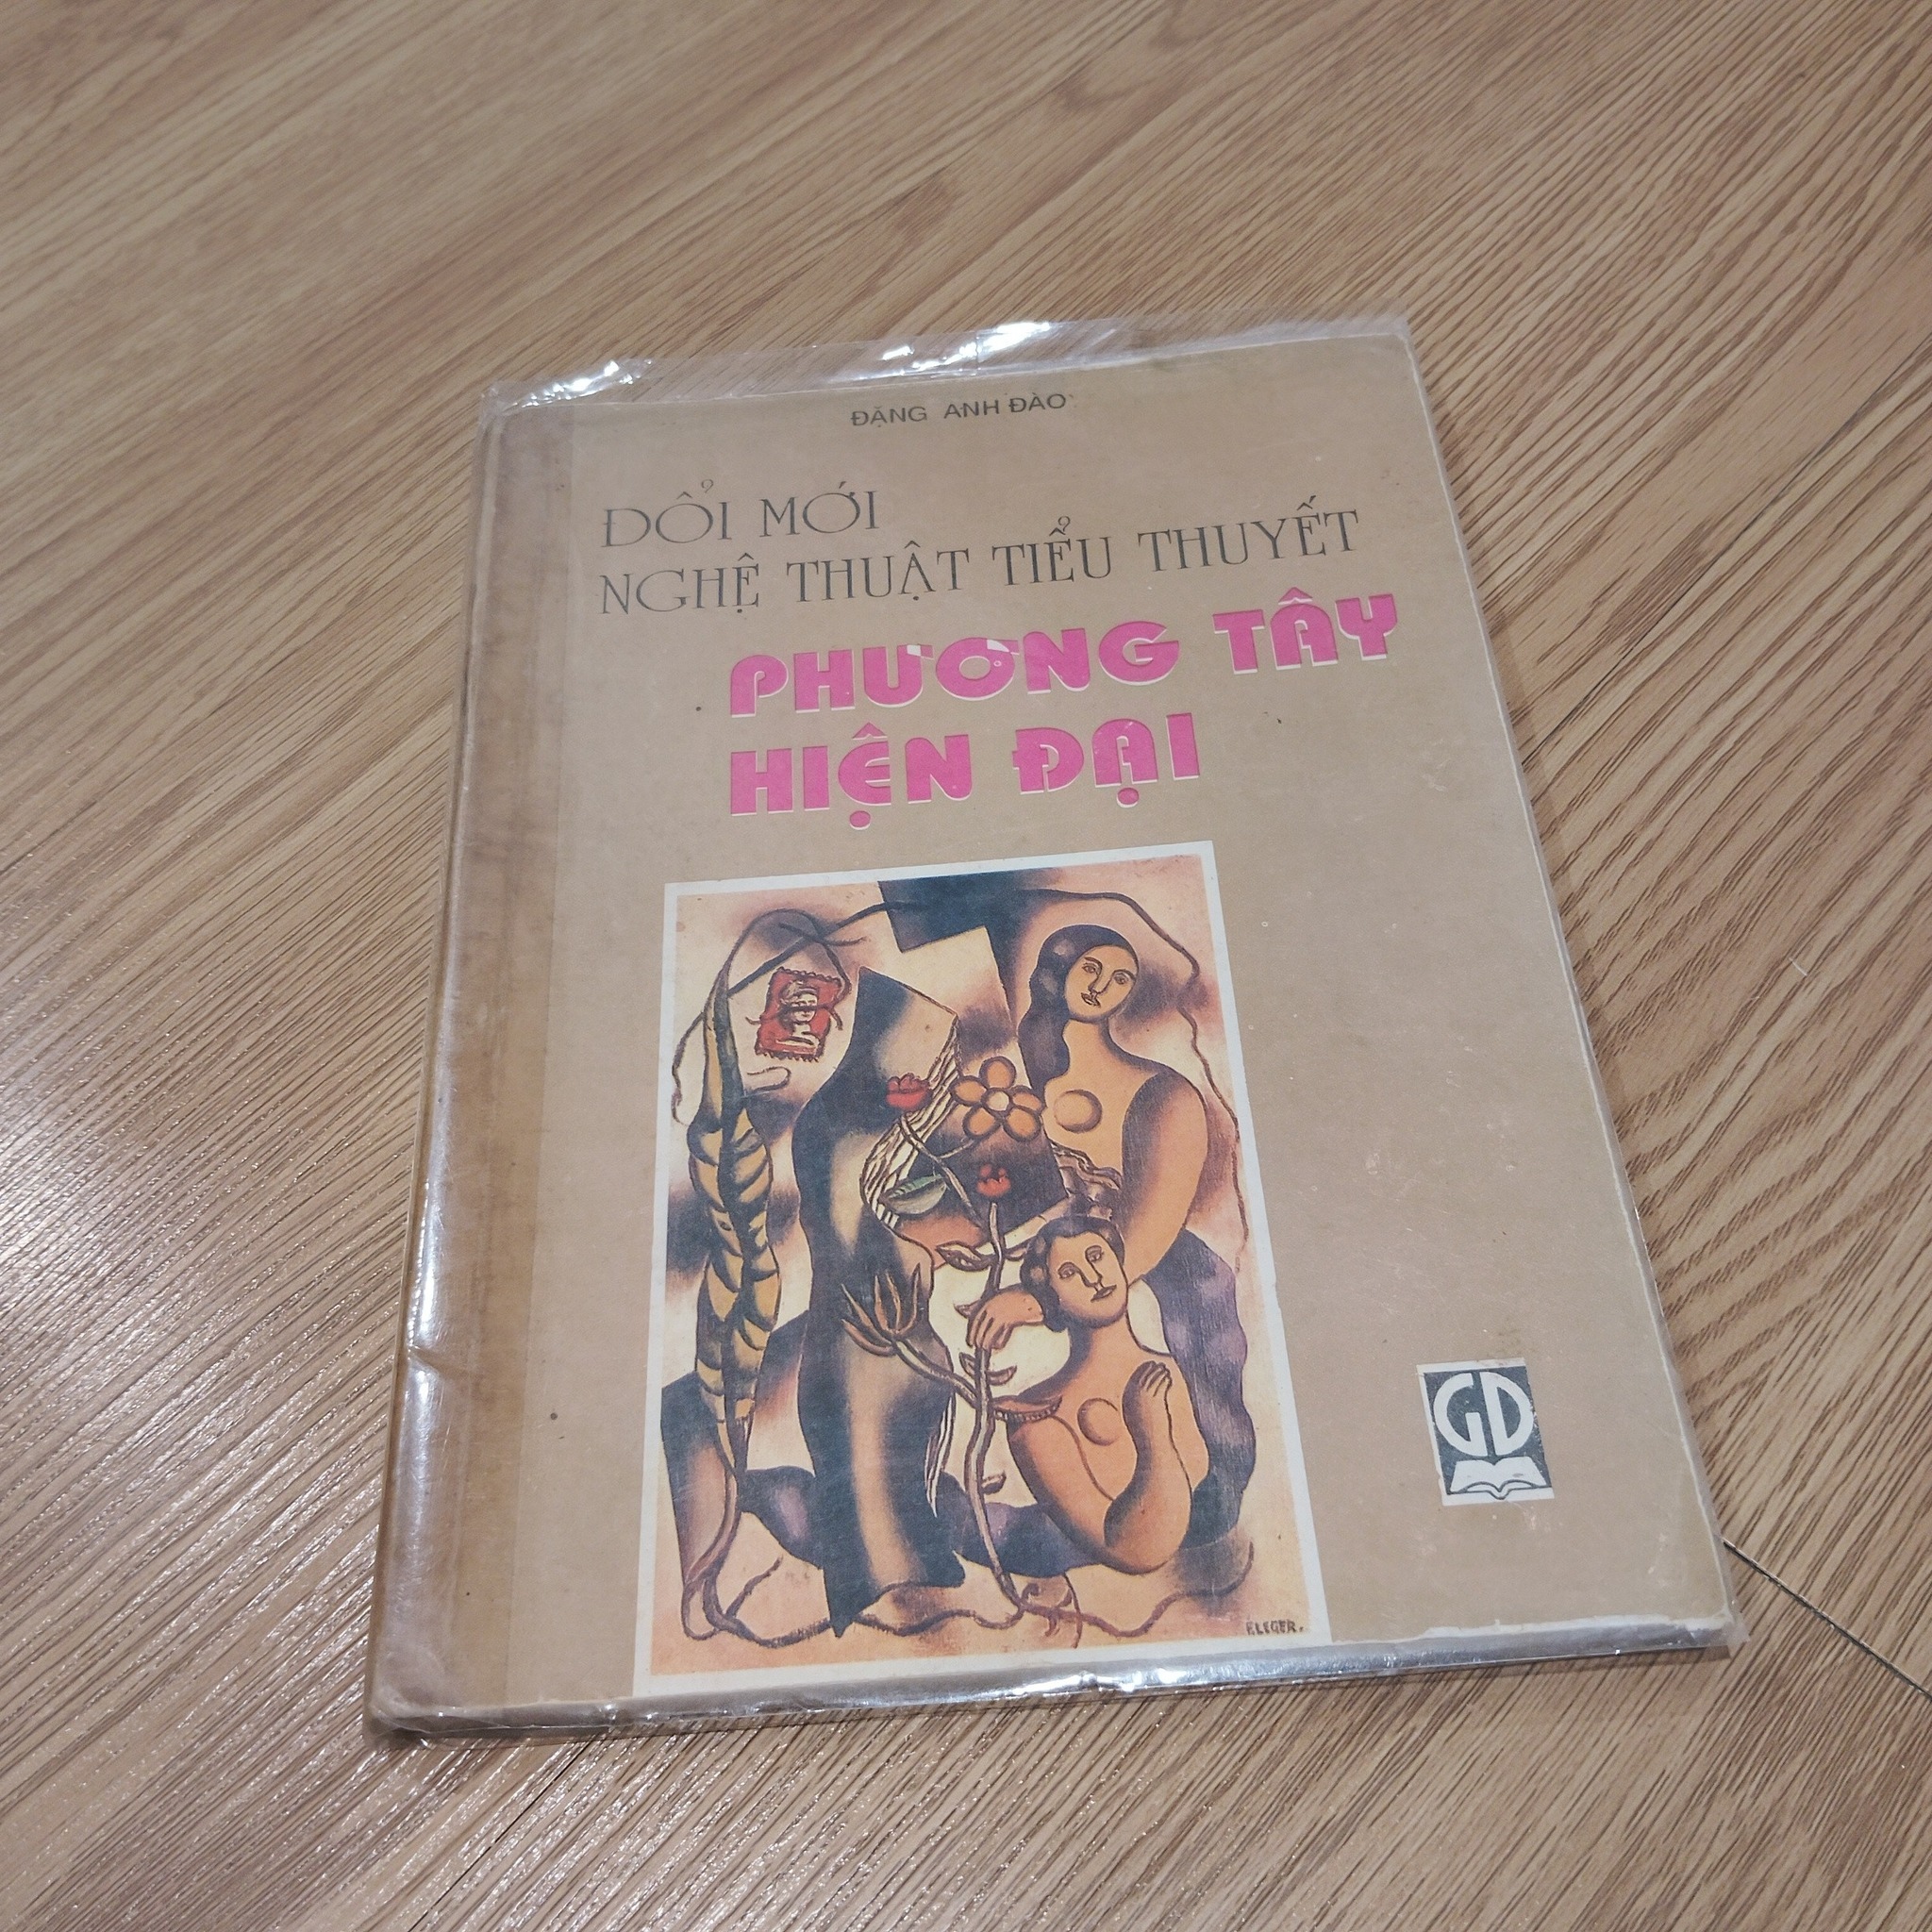 ĐẶNG ANH ĐÀO
ĐỔI MỚI
NGHỆ THUẬT TIỂU THUYẾT
PHƯƠNG TÂY
HIỆN ĐẠI
GD
F.LEGER.